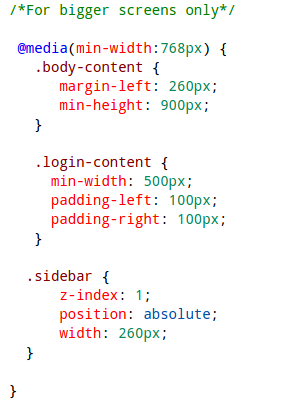 /*For bigger screens only*/
@media(min-width:768px) {
.body-content {
margin-left: 260px;
min-height: 900px;
}
.login-content {
min-width: 500px;
padding-left: 100px;
padding-right: 100px;
}
.sidebar {
z-index: 1;
position: absolute;
width: 260px;
}
}